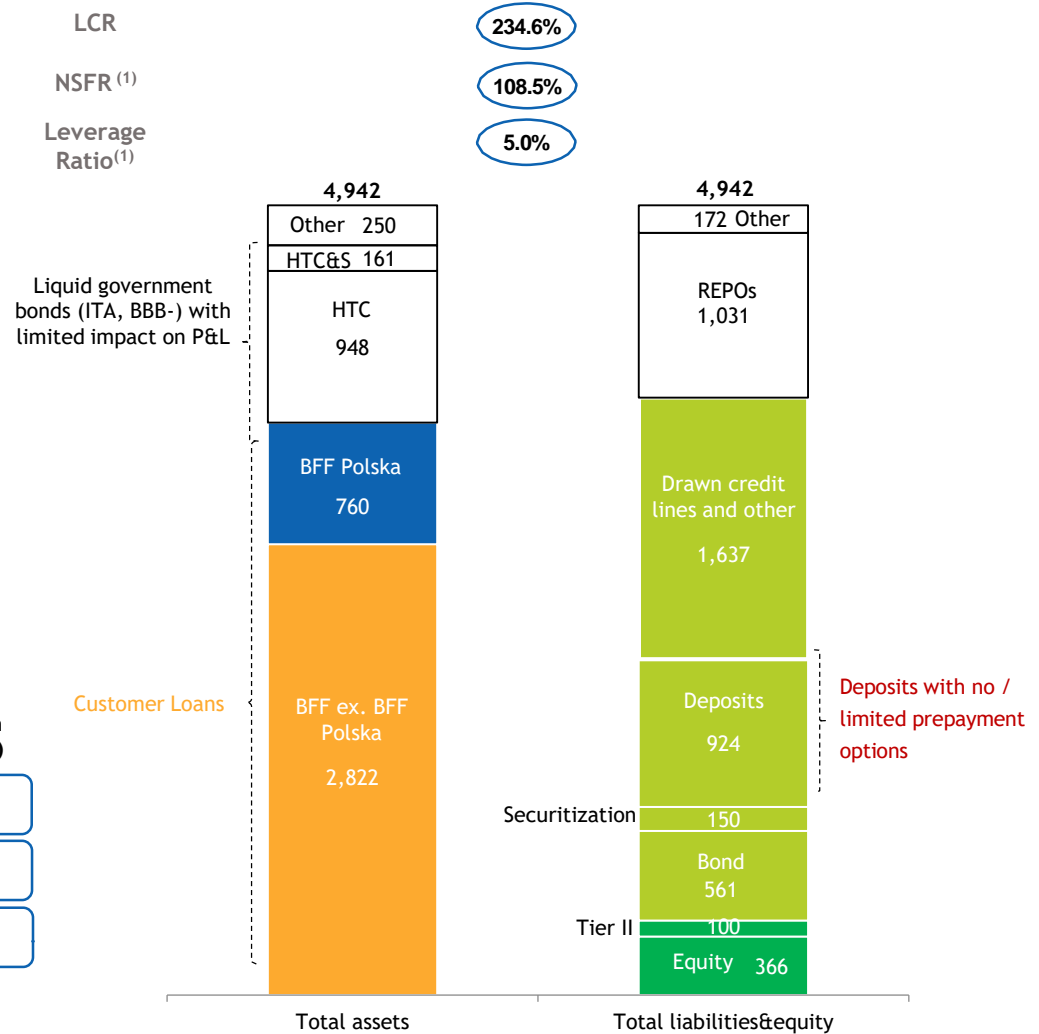 LCR
234.6%
NSFR (1)
108.5%
Leverage
Ratio(1)
5.0%
4,942
4,942
Other 250
172 Other
HTC&S 161
Liquid government
bonds (ITA, BBB-) with
limited impact on P&L
HTC
948
REPOs
1,031
BFF Polska
760
Drawn credit
lines and other
1,637
Customer Loans
BFF ex. BFF
Polska
2,822
Deposits
924
Deposits with no /
limited prepayment
options
Securitization
150
Bond
561
Tier II
100
Equity 366
Total assets
Total liabilities&equity